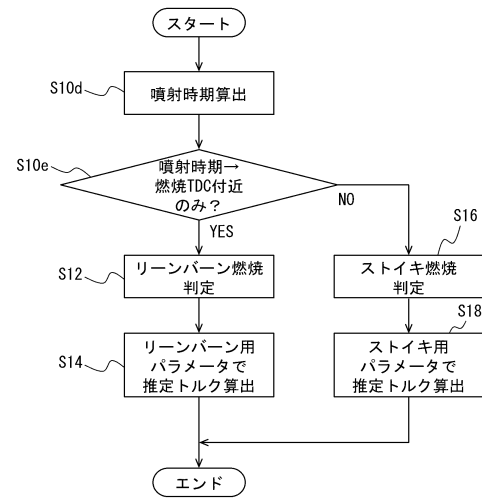 スタート
S10d
噴射時期算出
S10e
噴射時期→
燃焼TDC付近
のみ？
NO
YES
S12
リーンバーン燃焼
判定
S16
ストイキ燃焼
判定
S14
リーンバーン用
パラメータで
推定トルク算出
S18
ストイキ用
パラメータで
推定トルク算出
エンド